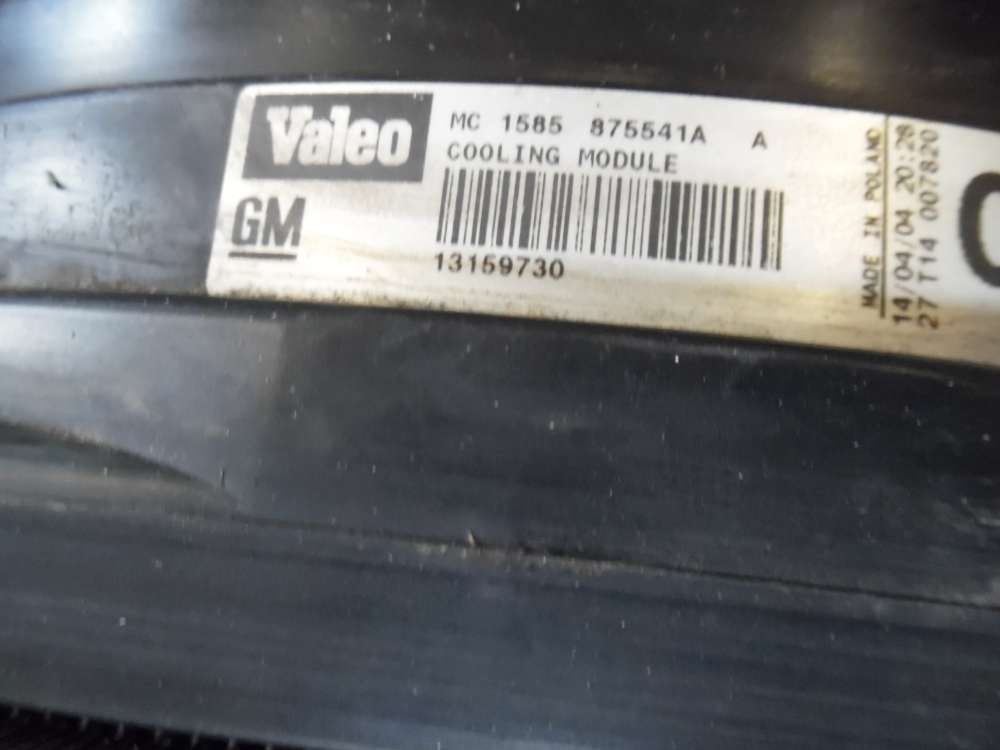 Valeo
GM
MC 1585 875541A A
COOLING MODULE
13159730
MADE IN POLAND
14/04/04 20:28
27 T14 007820